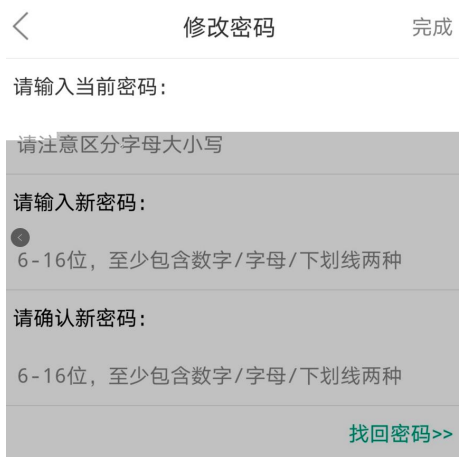 修改密码 完成
请输入当前密码：
请注意区分字母大小写
请输入新密码：
6-16位，至少包含数字/字母/下划线两种
请确认新密码：
6-16位，至少包含数字/字母/下划线两种
找回密码>>